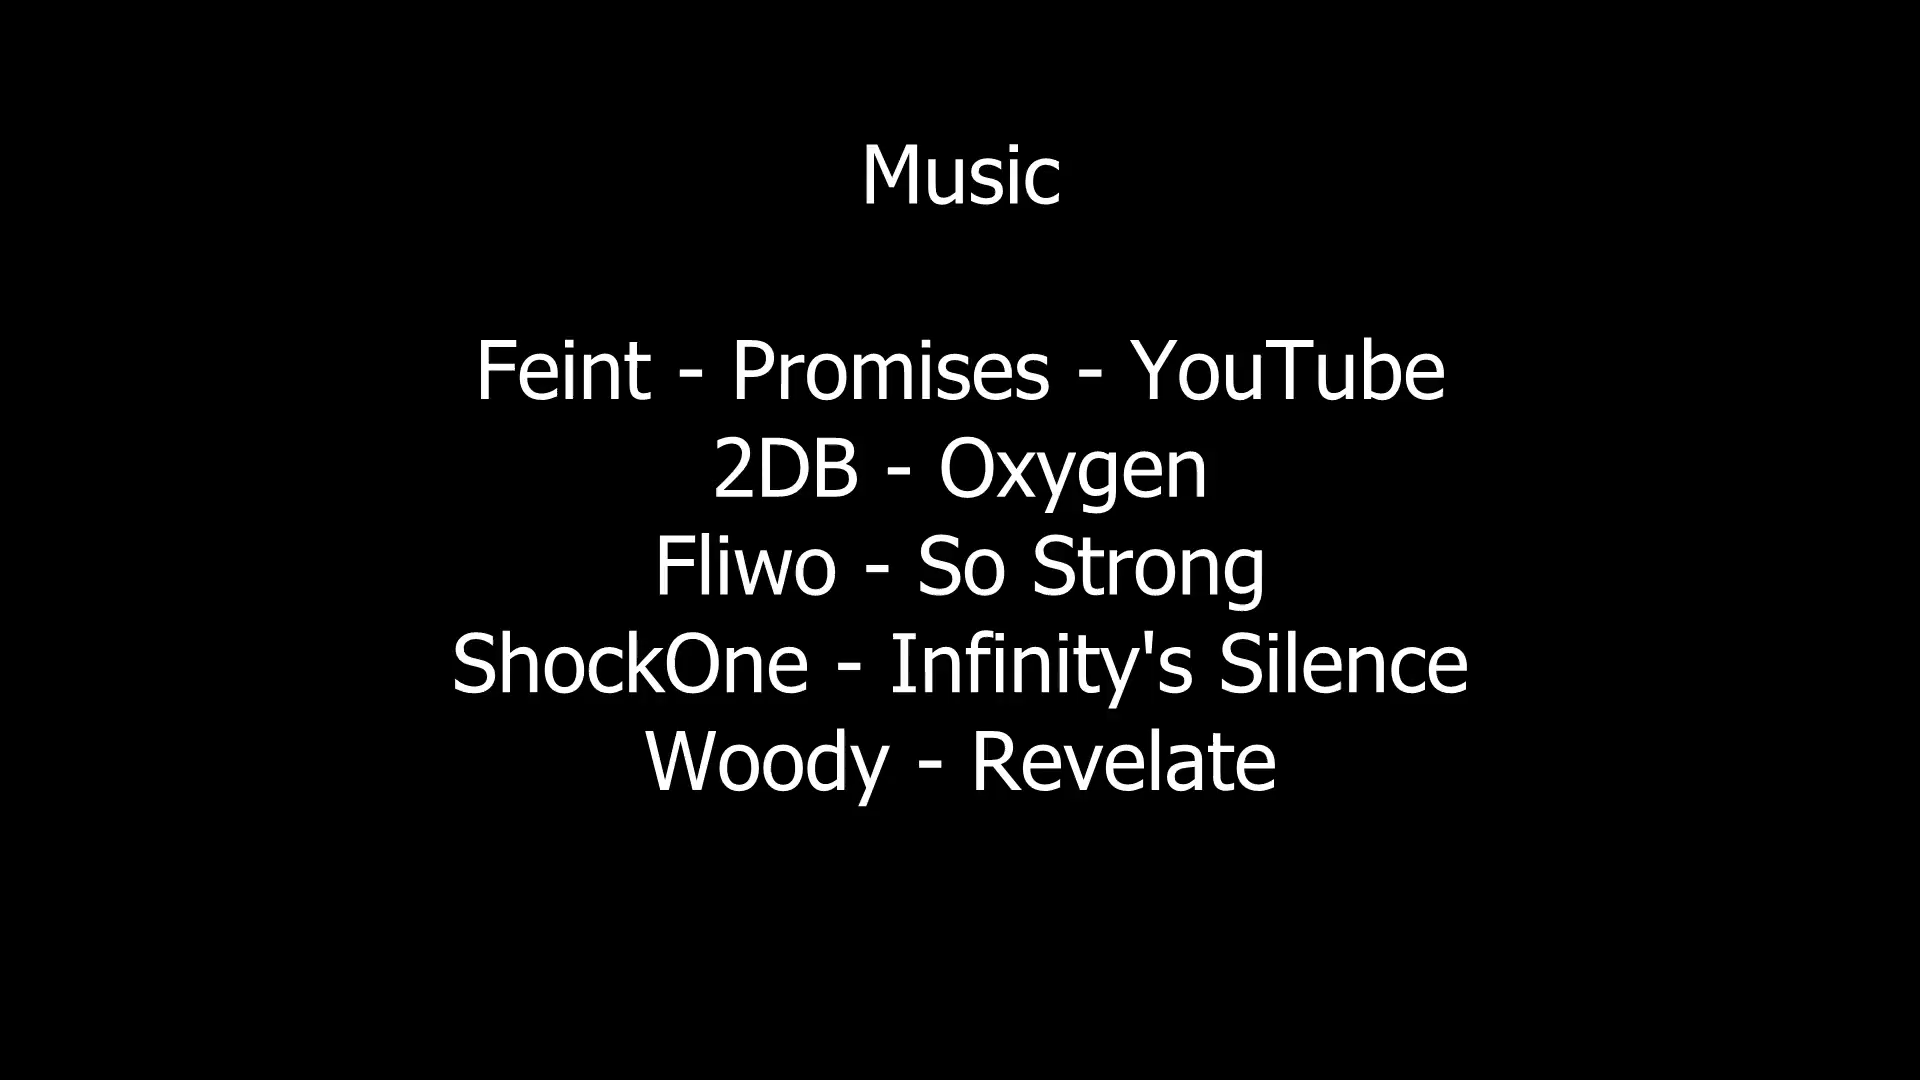 Music
Feint - Promises - YouTube
2DB - Oxygen
Fliwo - So Strong
ShockOne - Infinity's Silence
Woody - Revelate